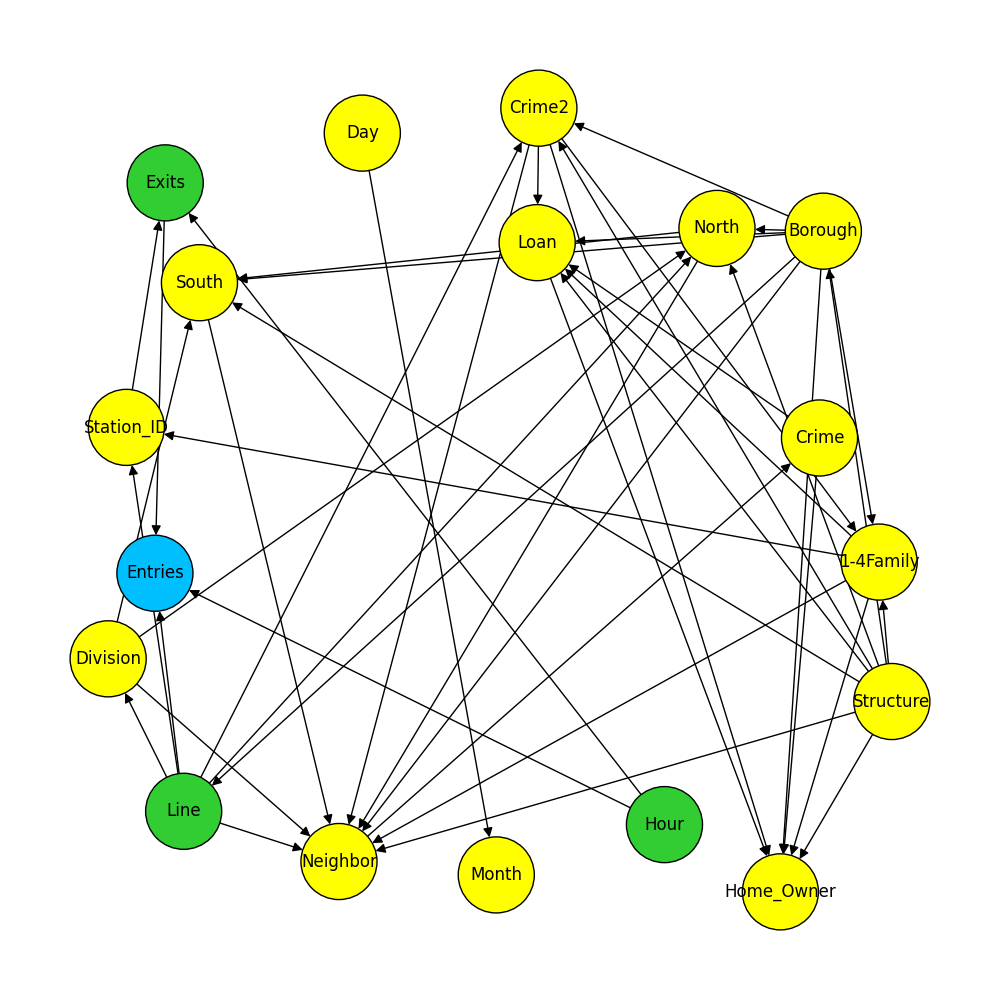 Crime2
Day
Exits
North
Borough
Loan
South
Station_ID
Crime
1-4Family
Entries
Division
Structure
Line
Hour
Neighbor
Month
Home_Owner